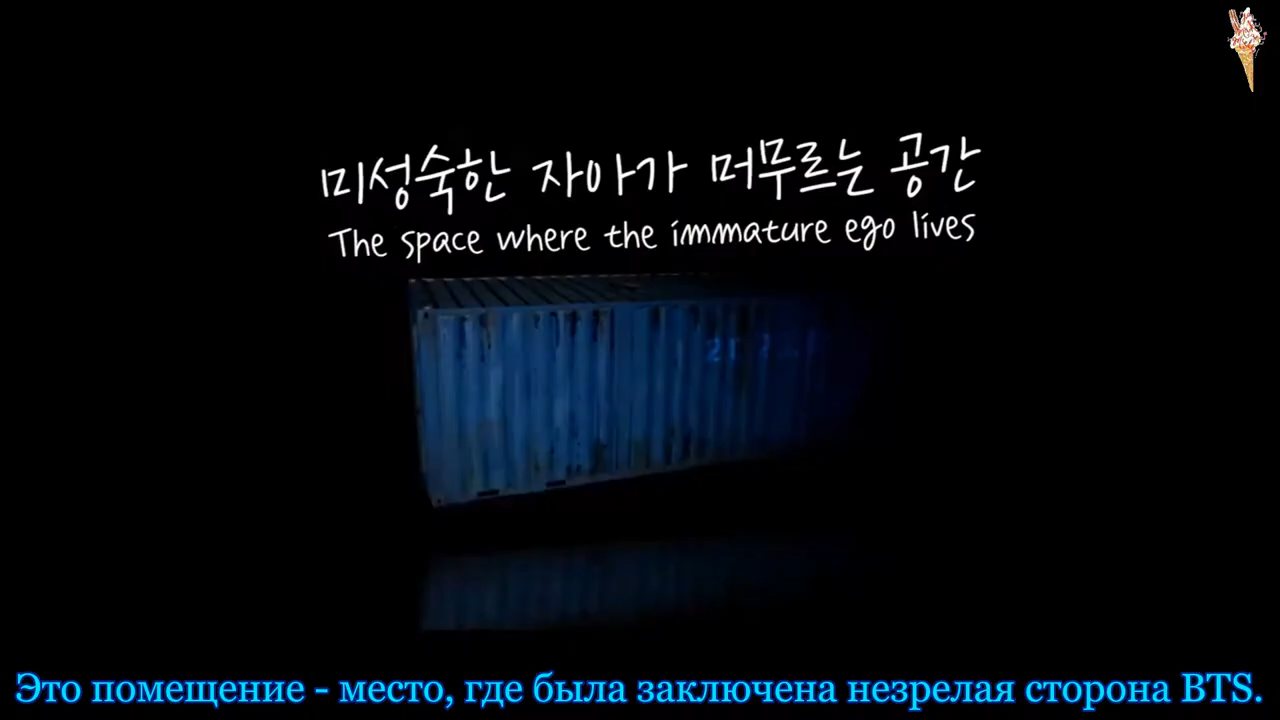 미성숙한 자아가 머무르는 공간
The space where the immature ego lives
Это помещение - место, где была заключена незрелая сторона BTS.